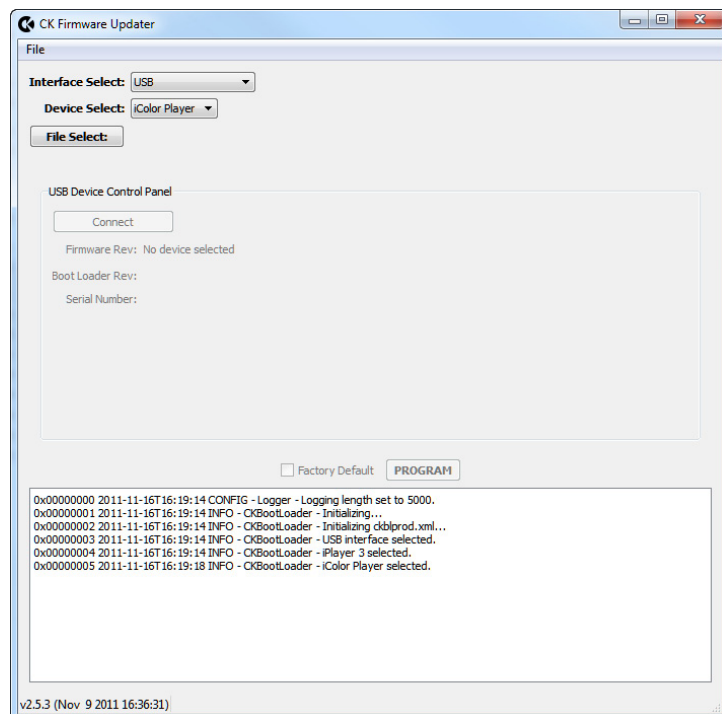 CK Firmware Updater
File
Interface Select: USB
Device Select: iColor Player
File Select:
USB Device Control Panel
Connect
Firmware Rev: No device selected
Boot Loader Rev:
Serial Number:
Factory Default PROGRAM
0x00000000 2011-11-16T16:19:14 CONFIG - Logger - Logging length set to 5000.
0x00000001 2011-11-16T16:19:14 INFO - CKBootLoader - Initializing...
0x00000002 2011-11-16T16:19:14 INFO - CKBootLoader - Initializing ckblprod.xml...
0x00000003 2011-11-16T16:19:14 INFO - CKBootLoader - USB interface selected.
0x00000004 2011-11-16T16:19:14 INFO - CKBootLoader - iPlayer 3 selected.
0x00000005 2011-11-16T16:19:18 INFO - CKBootLoader - iColor Player selected.
v2.5.3 (Nov 9 2011 16:36:31)